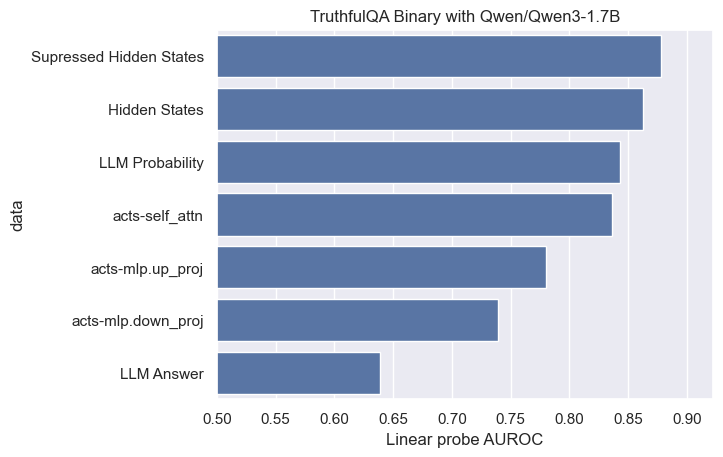 TruthfulQA Binary with Qwen/Qwen3-1.7B
Supressed Hidden States
Hidden States
LLM Probability
acts-self_attn
acts-mlp.up_proj
acts-mlp.down_proj
LLM Answer
data
0.50 0.55 0.60 0.65 0.70 0.75 0.80 0.85 0.90
Linear probe AUROC